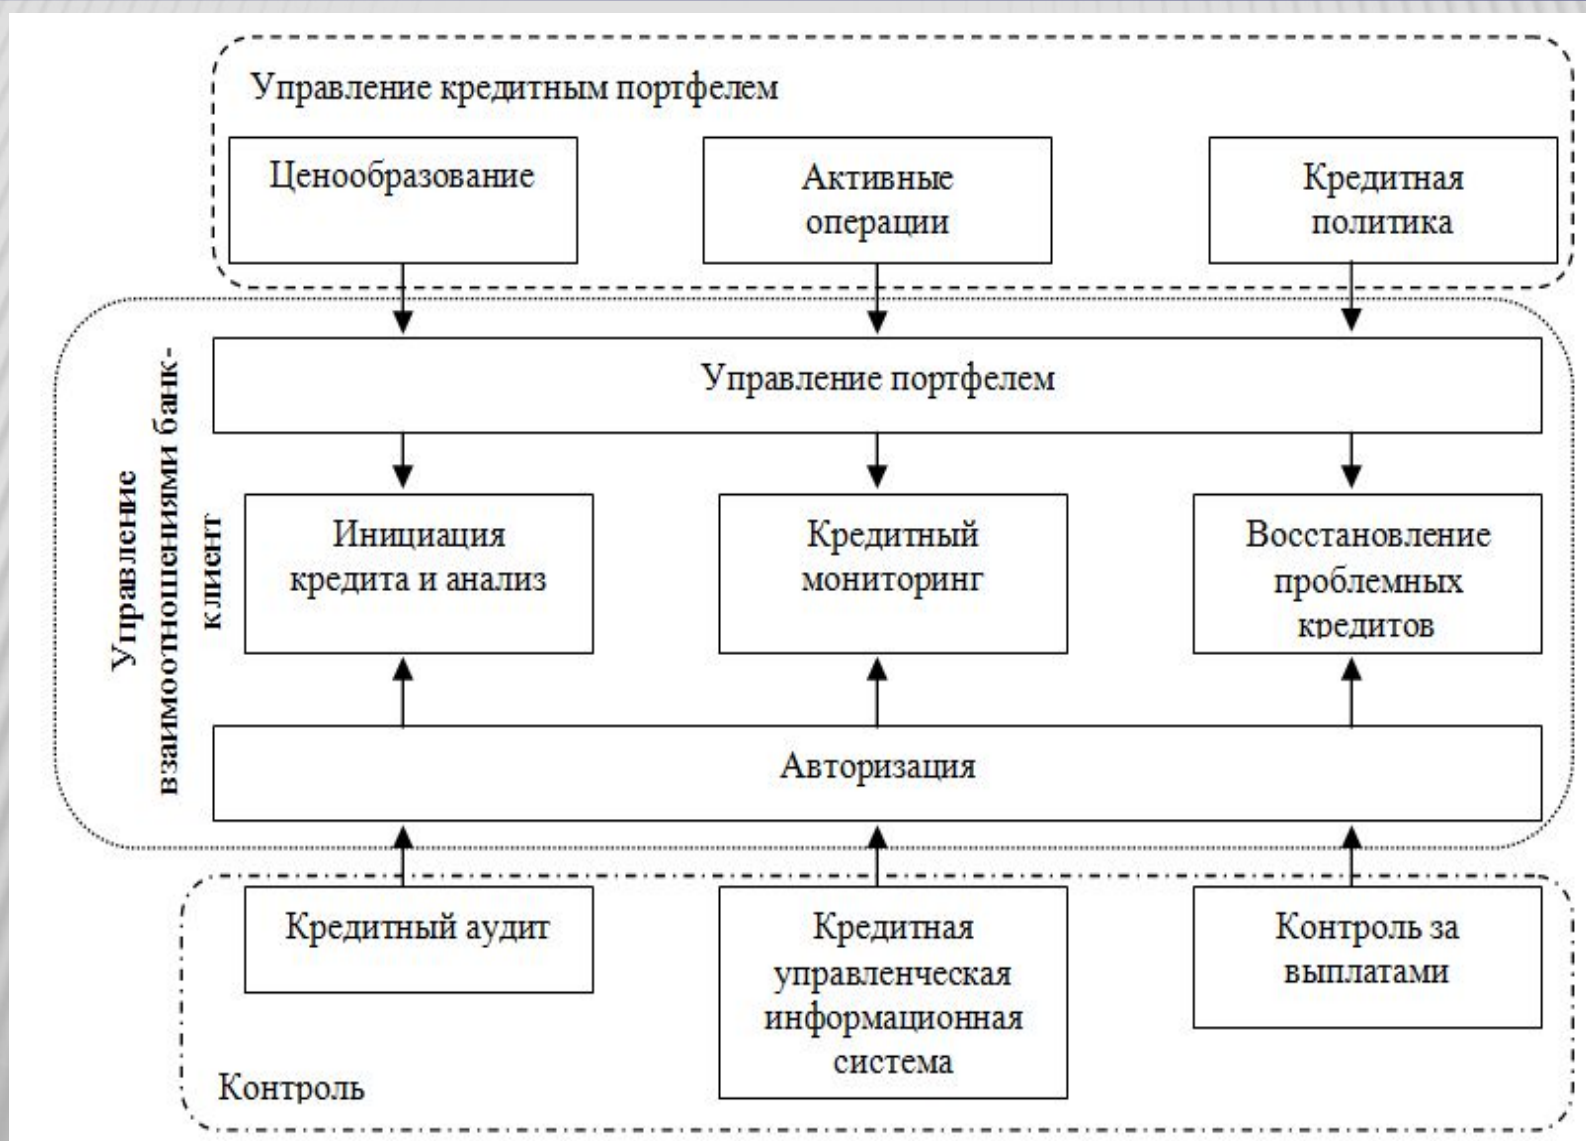 Управление кредитным портфелем
Ценообразование
Активные
операции
Кредитная
политика
Управление
взаимоотношениями банк-
клиент
Управление портфелем
Инициация
кредита и анализ
Кредитный
мониторинг
Восстановление
проблемных
кредитов
Авторизация
Кредитный аудит
Кредитная
управленческая
информационная
система
Контроль за
выплатами
Контроль